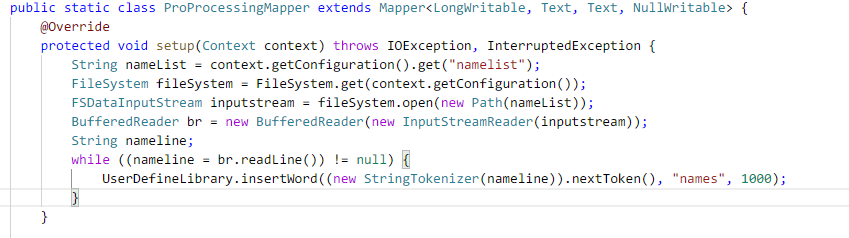 public static class ProProcessingMapper extends Mapper<LongWritable, Text, Text, NullWritable> {
    @Override
    protected void setup(Context context) throws IOException, InterruptedException {
        String nameList = context.getConfiguration().get("namelist");
        FileSystem fileSystem = FileSystem.get(context.getConfiguration());
        FSDataInputStream inputstream = fileSystem.open(new Path(nameList));
        BufferedReader br = new BufferedReader(new InputStreamReader(inputstream));
        String nameline;
        while ((nameline = br.readLine()) != null) {
            UserDefineLibrary.insertWord((new StringTokenizer(nameline)).nextToken(), "names", 1000);
        }
    }